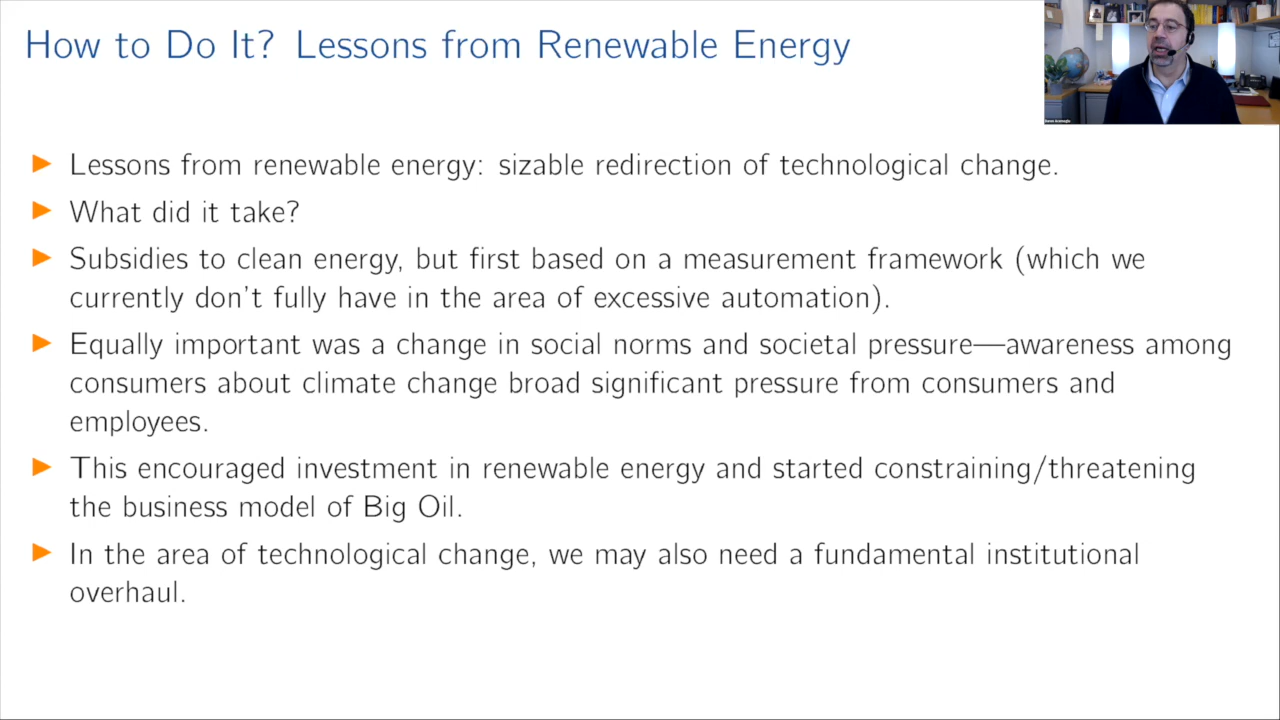 How to Do It? Lessons from Renewable Energy
Lessons from renewable energy: sizable redirection of technological change.
What did it take?
Subsidies to clean energy, but first based on a measurement framework (which we
currently don't fully have in the area of excessive automation).
Equally important was a change in social norms and societal pressure—awareness among
consumers about climate change broad significant pressure from consumers and
employees.
This encouraged investment in renewable energy and started constraining/threatening
the business model of Big Oil.
In the area of technological change, we may also need a fundamental institutional
overhaul.